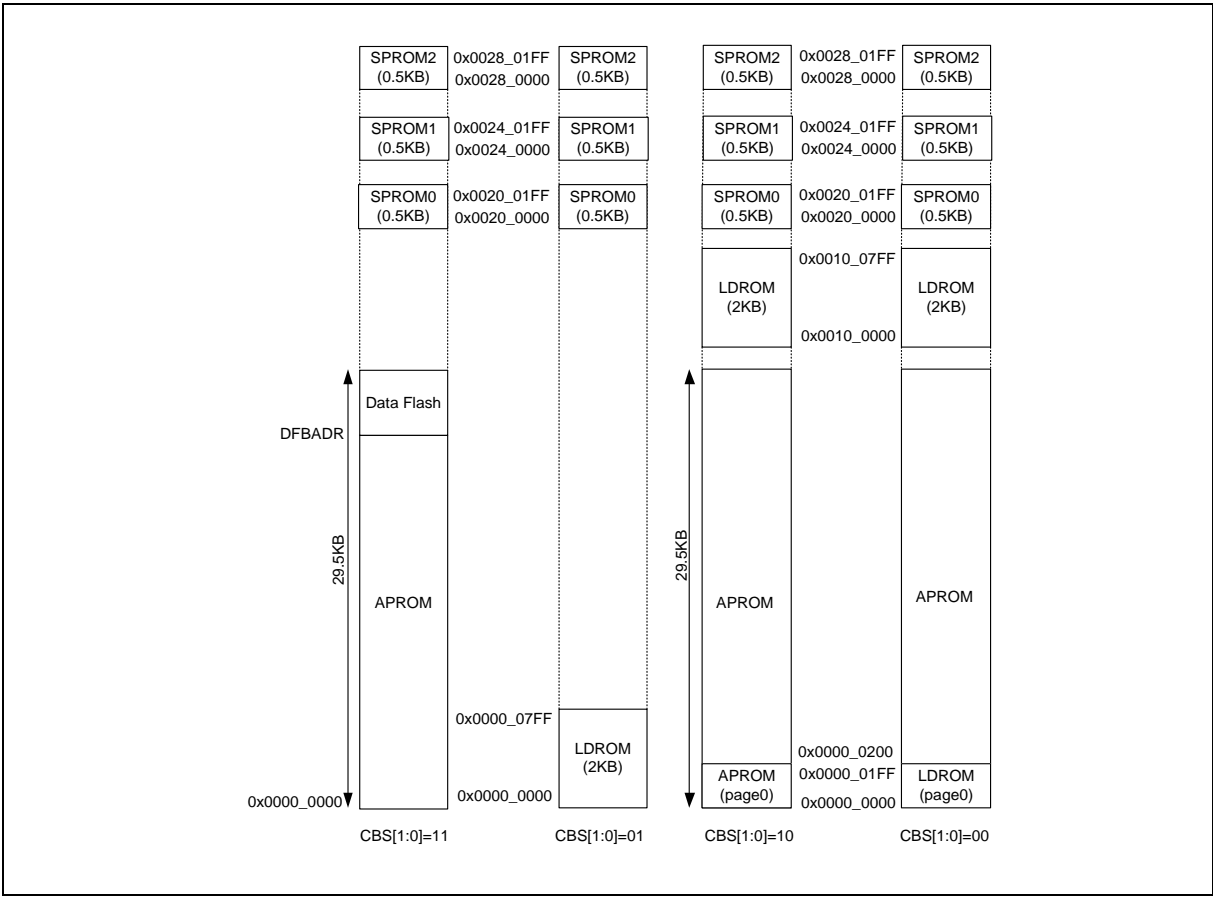 SPROM2 0x0028_01FF SPROM2 SPROM2 0x0028_01FF SPROM2
(0.5KB) 0x0028_0000 (0.5KB) (0.5KB) 0x0028_0000 (0.5KB)
SPROM1 0x0024_01FF SPROM1 SPROM1 0x0024_01FF SPROM1
(0.5KB) 0x0024_0000 (0.5KB) (0.5KB) 0x0024_0000 (0.5KB)
SPROM0 0x0020_01FF SPROM0 SPROM0 0x0020_01FF SPROM0
(0.5KB) 0x0020_0000 (0.5KB) (0.5KB) 0x0020_0000 (0.5KB)
0x0010_07FF
LDROM LDROM
(2KB) (2KB)
0x0010_0000
Data Flash
DFBADR
29.5KB 29.5KB
APROM APROM APROM
0x0000_07FF
LDROM
(2KB)
0x0000_0200
APROM 0x0000_01FF LDROM
(page0) (page0)
0x0000_0000 0x0000_0000 0x0000_0000
CBS[1:0]=11 CBS[1:0]=01 CBS[1:0]=10 CBS[1:0]=00